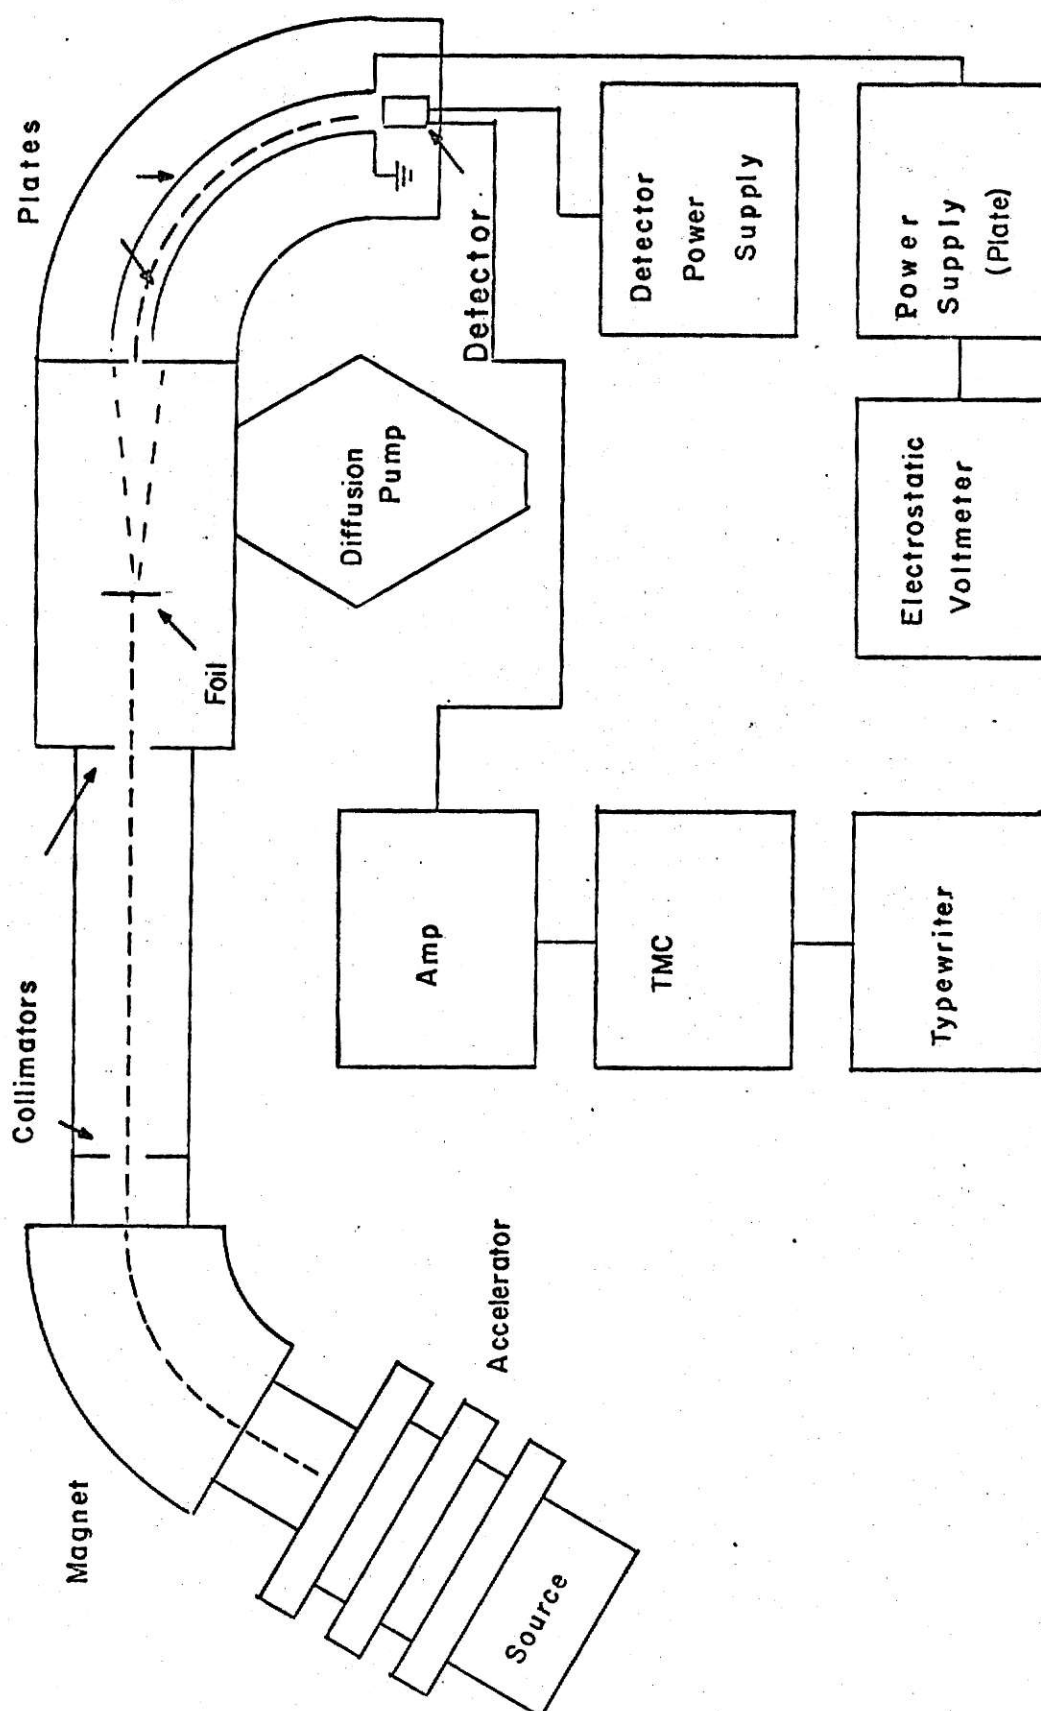 Plates
Collimators
Magnet
Foil
Diffusion
Pump
Detector
Detector
Power
Supply
Power
Supply
(Plate)
Electrostatic
Voltmeter
Amp
TMC
Typewriter
Accelerator
Source